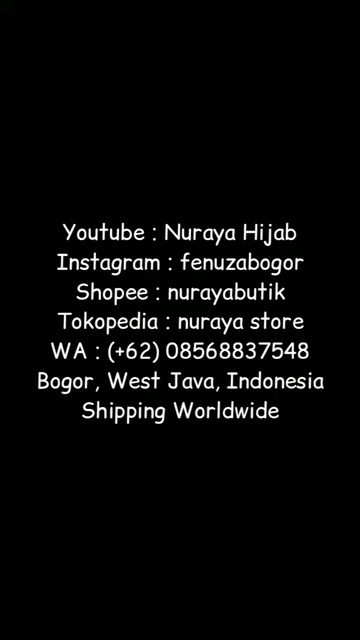 Youtube : Nuraya Hijab
Instagram : fenuzabogor
Shopee : nurayabutik
Tokopedia : nuraya store
WA : (+62) 08568837548
Bogor, West Java, Indonesia
Shipping Worldwide